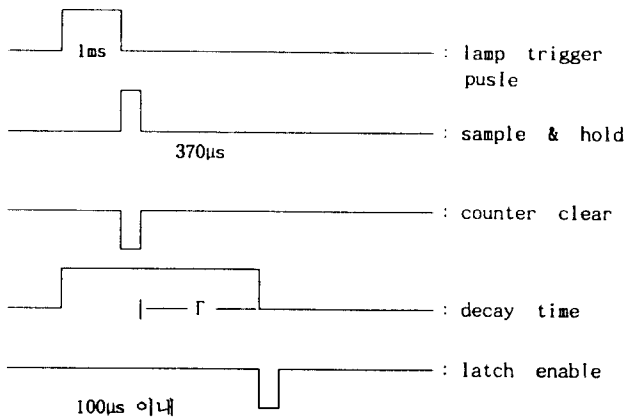 1ms
: lamp trigger
pusle
: sample & hold
370µs
: counter clear
Γ
: decay time
: latch enable
100µs 이내